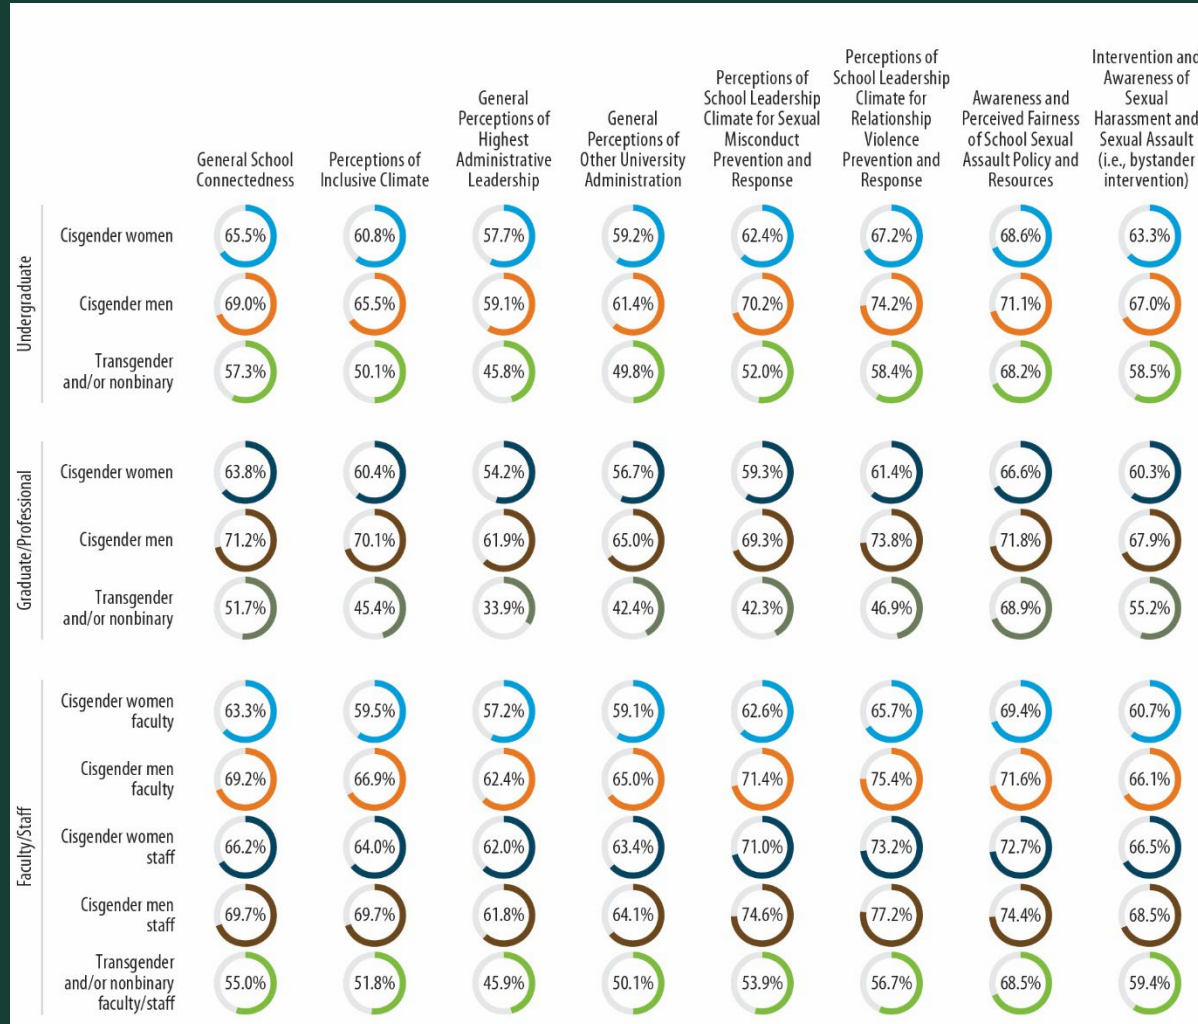 General School
Connectedness
Perceptions of
Inclusive Climate
General
Perceptions of
Highest
Administrative
Leadership
General
Perceptions of
Other University
Administration
Perceptions of
School Leadership
Climate for Sexual
Misconduct
Prevention and
Response
Perceptions of
School Leadership
Climate for
Relationship
Violence
Prevention and
Response
Awareness and
Perceived Fairness
of School Sexual
Assault Policy and
Resources
Intervention and
Awareness of
Sexual
Harassment and
Sexual Assault
(i.e., bystander
intervention)
Undergraduate
Cisgender women
65.5% 60.8% 57.7% 59.2% 62.4% 67.2% 68.6% 63.3%
Cisgender men
69.0% 65.5% 59.1% 61.4% 70.2% 74.2% 71.1% 67.0%
Transgender
and/or nonbinary
57.3% 50.1% 45.8% 49.8% 52.0% 58.4% 68.2% 58.5%
Graduate/Professional
Cisgender women
63.8% 60.4% 54.2% 56.7% 59.3% 61.4% 66.6% 60.3%
Cisgender men
71.2% 70.1% 61.9% 65.0% 69.3% 73.8% 71.8% 67.9%
Transgender
and/or nonbinary
51.7% 45.4% 33.9% 42.4% 42.3% 46.9% 68.9% 55.2%
Faculty/Staff
Cisgender women
faculty
63.3% 59.5% 57.2% 59.1% 62.6% 65.7% 69.4% 60.7%
Cisgender men
faculty
69.2% 66.9% 62.4% 65.0% 71.4% 75.4% 71.6% 66.1%
Cisgender women
staff
66.2% 64.0% 62.0% 63.4% 71.0% 73.2% 72.7% 66.5%
Cisgender men
staff
69.7% 69.7% 61.8% 64.1% 74.6% 77.2% 74.4% 68.5%
Transgender
and/or nonbinary
faculty/staff
55.0% 51.8% 45.9% 50.1% 53.9% 56.7% 68.5% 59.4%